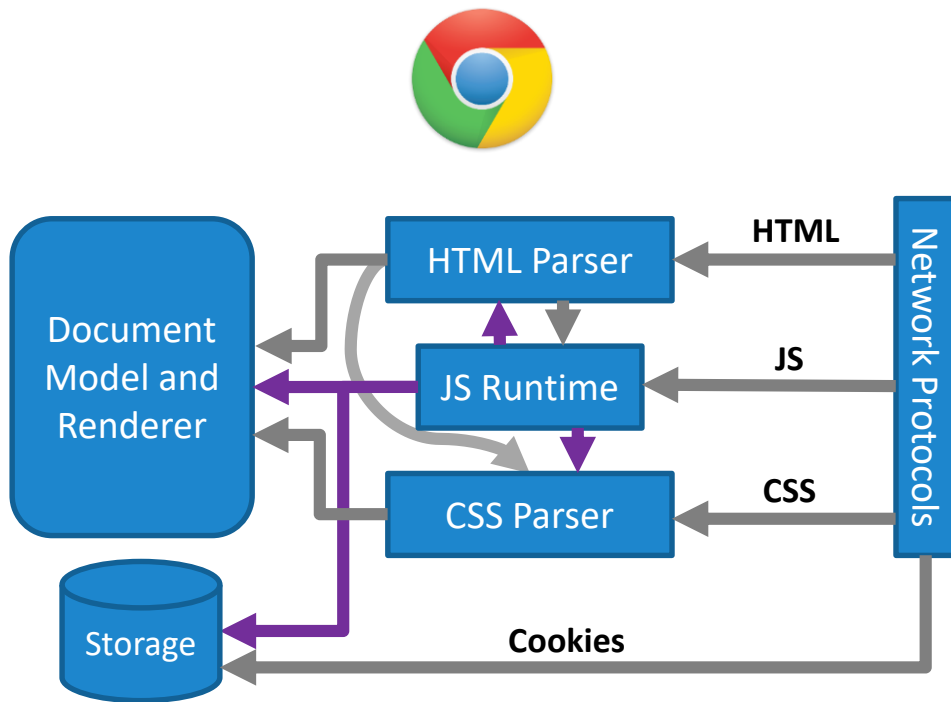 HTML
HTML Parser
Document
Model and
Renderer
JS
JS Runtime
Network Protocols
CSS
CSS Parser
Storage
Cookies